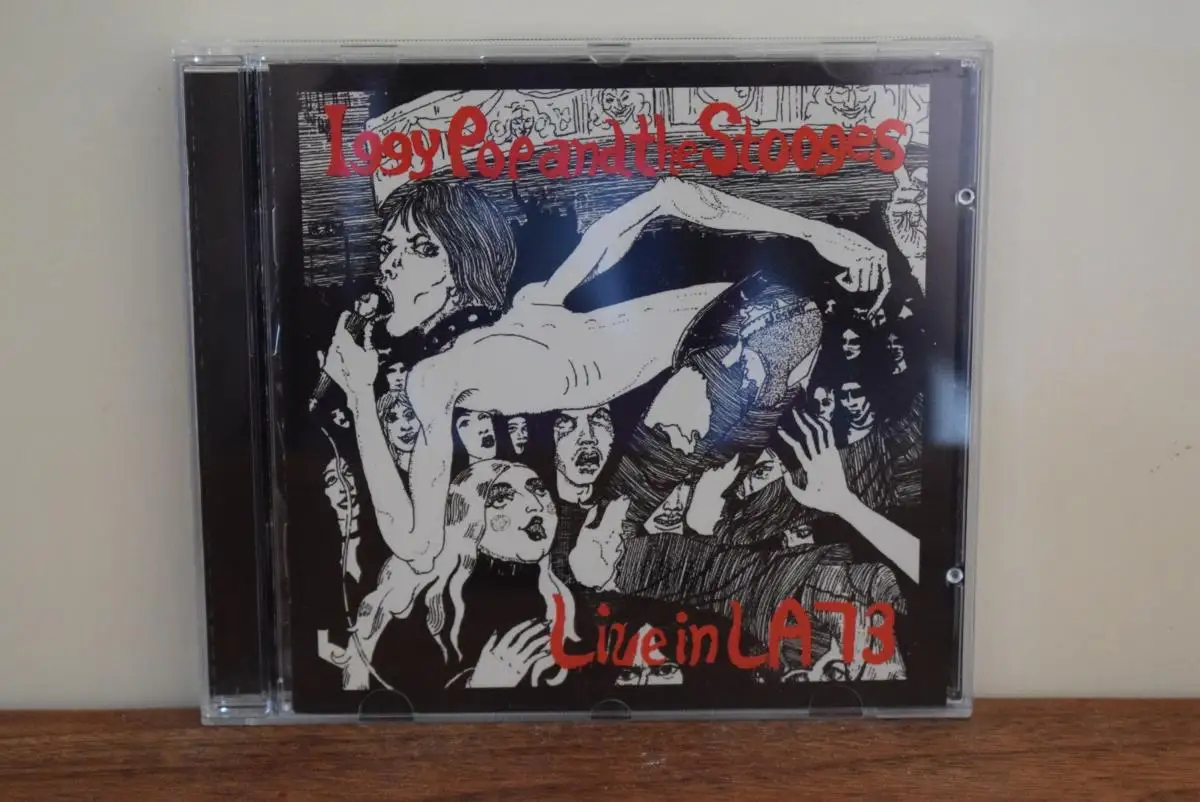 Iggy Pop and the Stooges
Live in LA 73